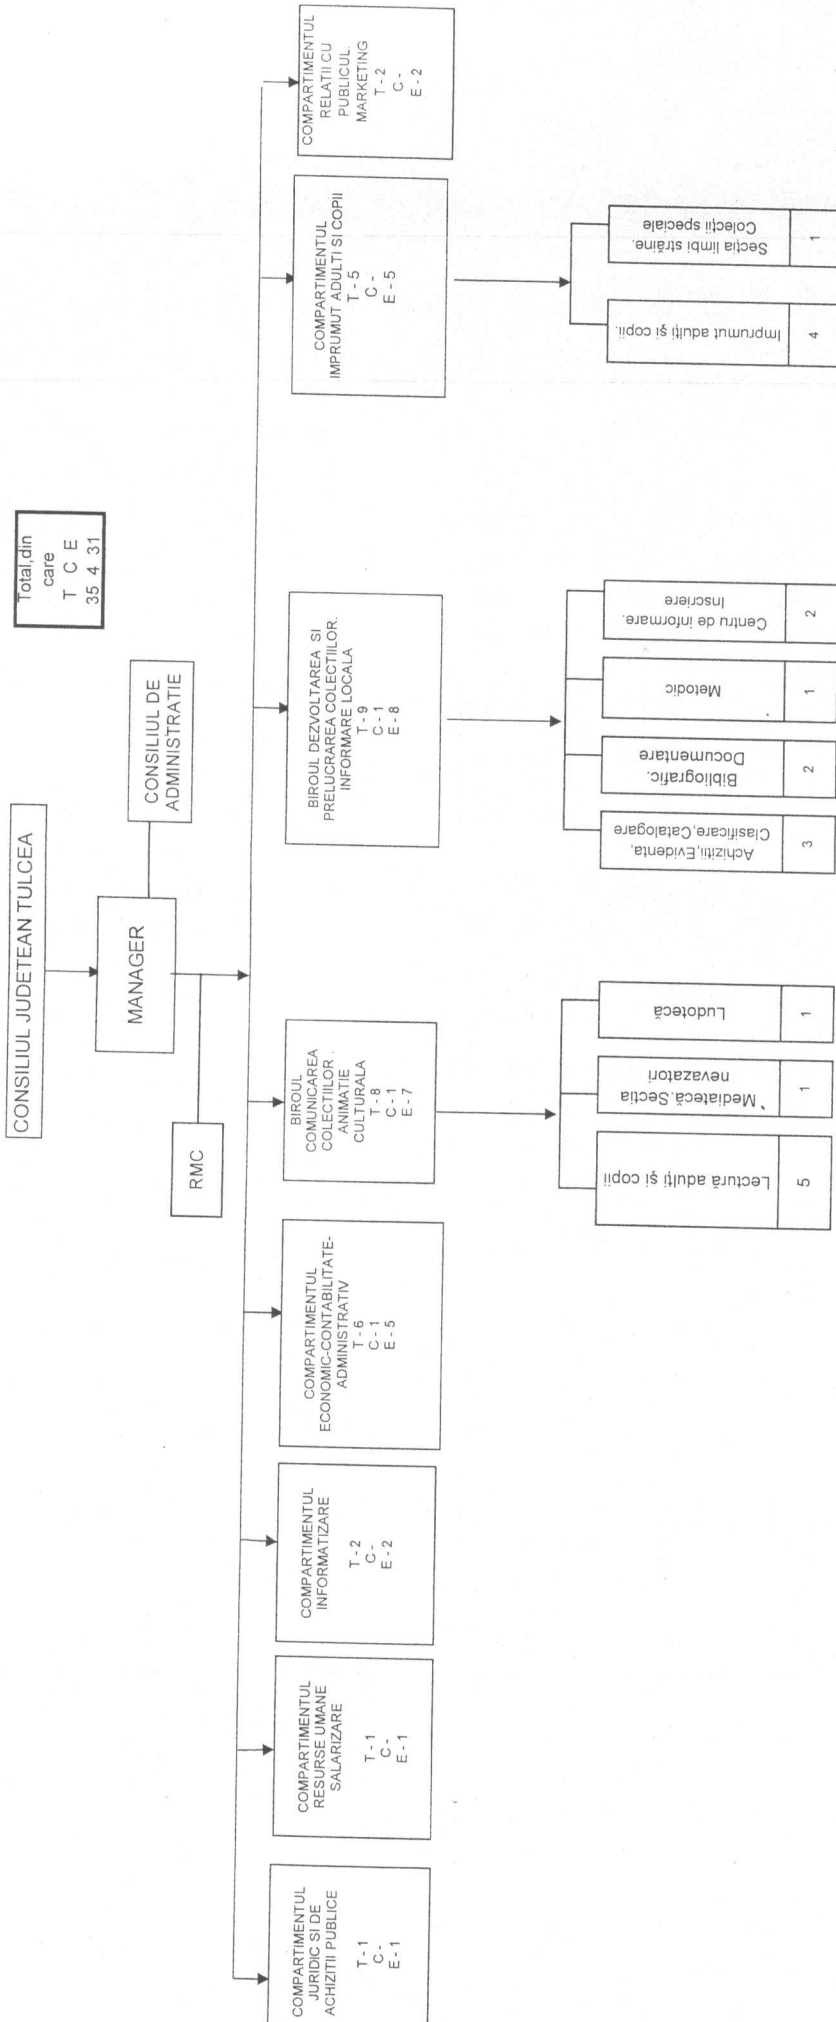 CONSILIUL JUDETEAN TULCEA
Total,din
care
T C E
35 4 31
MANAGER
CONSILIUL DE
ADMINISTRATIE
RMC
COMPARTIMENTUL
JURIDIC SI DE
ACHIZITII PUBLICE
T - 1
C -
E - 1
COMPARTIMENTUL
RESURSE UMANE
SALARIZARE
T - 1
C -
E - 1
COMPARTIMENTUL
INFORMATIZARE
T - 2
C -
E - 2
COMPARTIMENTUL
ECONOMIC-CONTABILITATE-
ADMINISTRATIV
T - 6
C - 1
E - 5
BIROUL
COMUNICAREA
COLECTIILOR .
ANIMATIE
CULTURALA
T - 8
C - 1
E - 7
BIROUL DEZVOLTAREA SI
PRELUCRAREA COLECTIILOR.
INFORMARE LOCALA
T - 9
C - 1
E - 8
COMPARTIMENTUL
IMPRUMUT ADULTI SI COPII
T - 5
C -
E - 5
COMPARTIMENTUL
RELATII CU
PUBLICUL.
MARKETING
T - 2
C -
E - 2
Lectură adulţi şi copii
5
Mediatecă.Sectia
nevazatori
1
Ludotecă
1
Achizitii,Evidenta,
Clasificare,Catalogare
3
Bibliografic.
Documentare
2
Metodic
1
Centru de informare.
Inscriere
2
Imprumut adulţi şi copii.
4
Secţia limbi străine.
Colecţii speciale
1